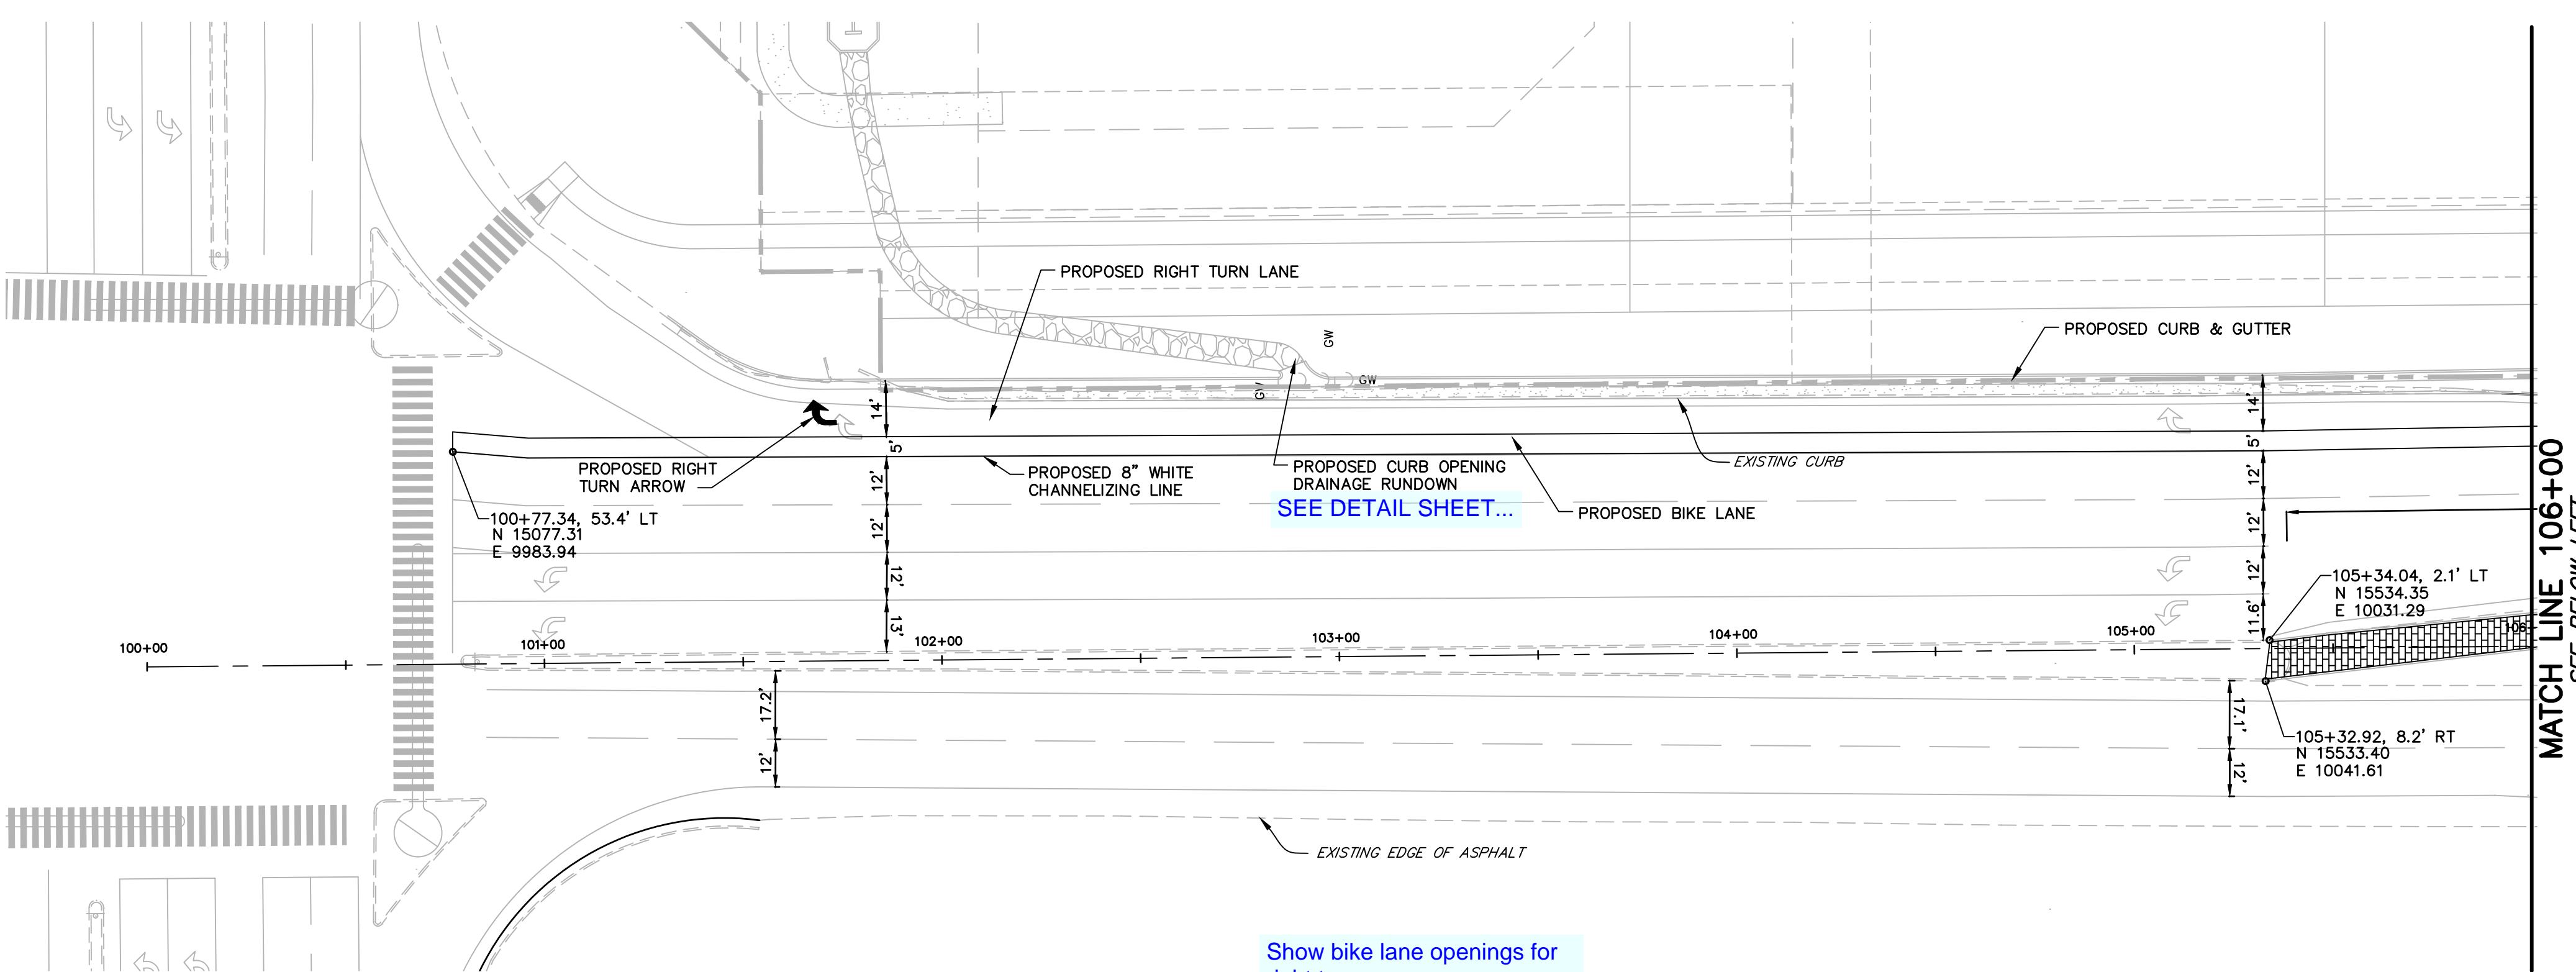 PROPOSED RIGHT TURN LANE
PROPOSED CURB & GUTTER
GW
GW
GW
14'
14'
5'
5'
PROPOSED RIGHT
TURN ARROW
PROPOSED 8" WHITE
CHANNELIZING LINE
PROPOSED CURB OPENING
DRAINAGE RUNDOWN
SEE DETAIL SHEET...
EXISTING CURB
PROPOSED BIKE LANE
12'
12'
12'
13'
12'
12'
12'
11.6'
100+77.34, 53.4' LT
N 15077.31
E 9983.94
105+34.04, 2.1' LT
N 15534.35
E 10031.29
100+00
101+00
102+00
103+00
104+00
105+00
106+
17.2'
12'
17.1'
12'
105+32.92, 8.2' RT
N 15533.40
E 10041.61
EXISTING EDGE OF ASPHALT
MATCH LINE 106+00
SEE BELOW LEFT
Show bike lane openings for